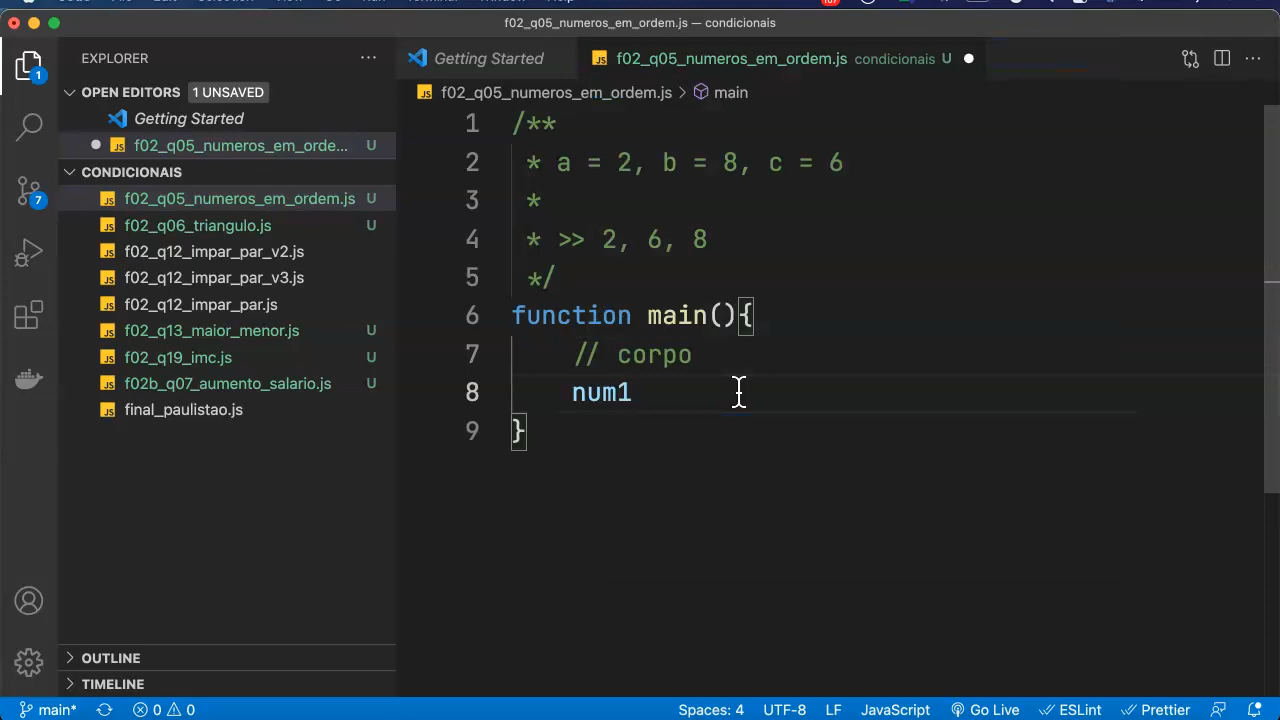 f02_q05_numeros_em_ordem.js — condicionais
EXPLORER
OPEN EDITORS 1 UNSAVED
Getting Started
f02_q05_numeros_em_orde... U
CONDICIONAIS
f02_q05_numeros_em_ordem.js U
f02_q06_triangulo.js U
f02_q12_impar_par_v2.js
f02_q12_impar_par_v3.js
f02_q12_impar_par.js
f02_q13_maior_menor.js U
f02_q19_imc.js U
f02b_q07_aumento_salario.js U
final_paulistao.js
OUTLINE
TIMELINE
1
7
Getting Started
f02_q05_numeros_em_ordem.js condicionais U
f02_q05_numeros_em_ordem.js > main
1 /**
2 * a = 2, b = 8, c = 6
3 *
4 * >> 2, 6, 8
5 */
6 function main(){
7 // corpo
8 num1
9 }
main* 0 0 Spaces: 4 UTF-8 LF JavaScript Go Live ESLint Prettier